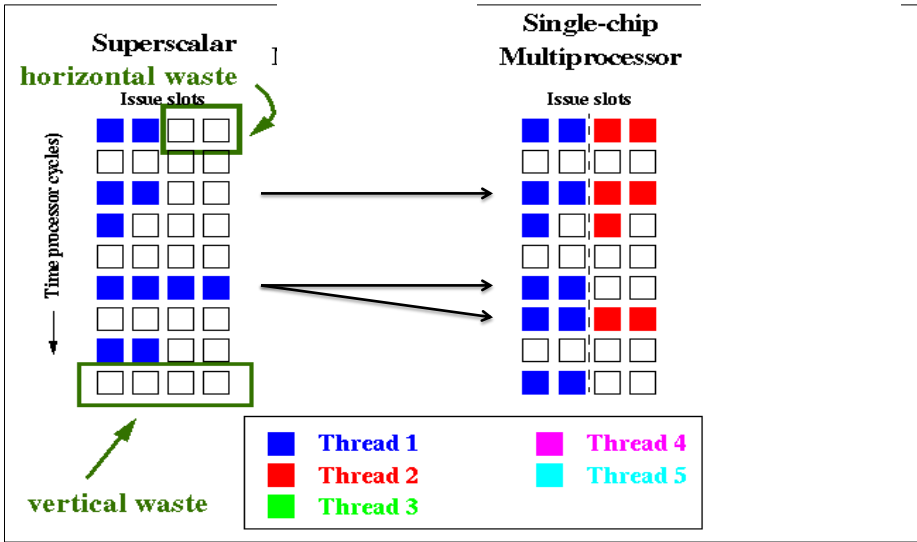 Superscalar
horizontal waste
Issue slots
Time processor cycles)
vertical waste
Single-chip
Multiprocessor
Issue slots
Thread 1
Thread 2
Thread 3
Thread 4
Thread 5